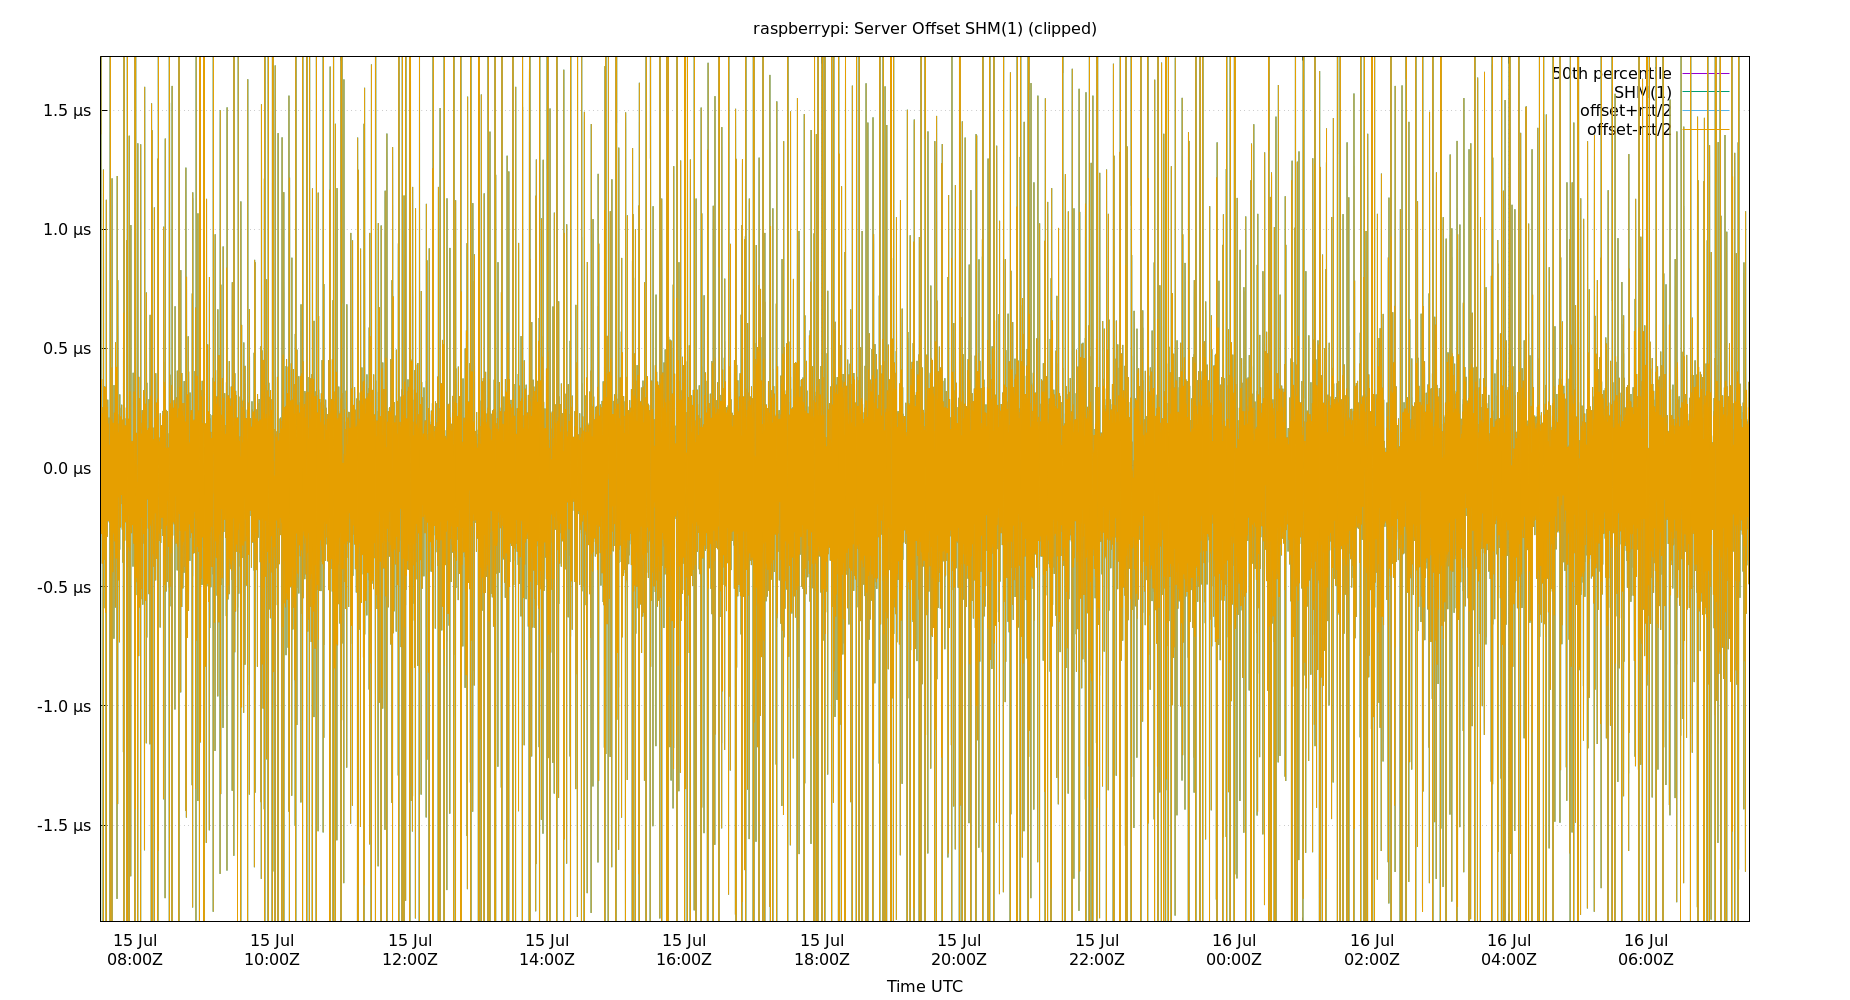 raspberrypi: Server Offset SHM(1) (clipped)
50th percentile
SHM(1)
offset+rtt/2
offset-rtt/2
1.5 µs
1.0 µs
0.5 µs
0.0 µs
-0.5 µs
-1.0 µs
-1.5 µs
15 Jul 15 Jul 15 Jul 15 Jul 15 Jul 15 Jul 15 Jul 15 Jul 16 Jul 16 Jul 16 Jul 16 Jul
08:00Z 10:00Z 12:00Z 14:00Z 16:00Z 18:00Z 20:00Z 22:00Z 00:00Z 02:00Z 04:00Z 06:00Z
Time UTC